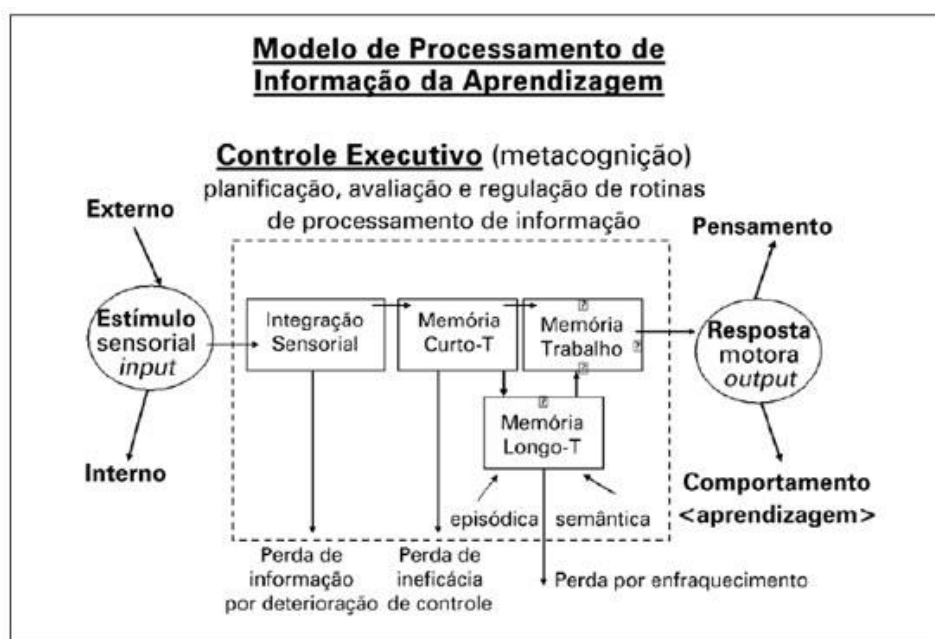 Modelo de Processamento de
Informação da Aprendizagem
Controle Executivo (metacognição)
planificação, avaliação e regulação de rotinas
de processamento de informação
Externo
Estímulo
sensorial
input
Interno
Integração
Sensorial
Memória
Curto-T
Memória
Trabalho
Memória
Longo-T
episódica
semântica
Pensamento
Resposta
motora
output
Comportamento
<aprendizagem>
Perda de
informação
por deterioração
Perda de
ineficácia
de controle
Perda por enfraquecimento